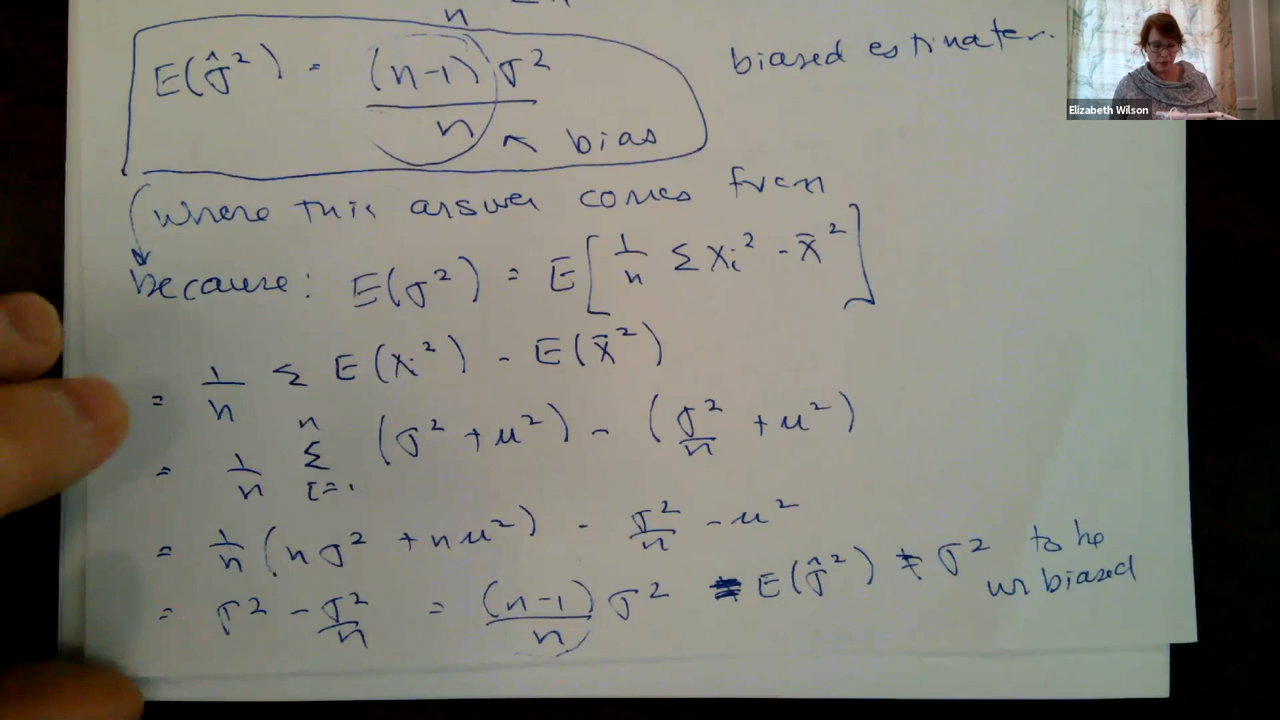 n
E(σ̂²) = (n-1)σ² / n ↖ bias
biased estimater.
Elizabeth Wilson
where this answer comes from
because: E(σ²) = E[1/n Σ Xi² - X̄²]
= 1/n Σ E(Xi²) - E(X̄²)
= 1/n Σ i=1 n (σ² + μ²) - (σ²/n + μ²)
= 1/n (nσ² + nμ²) - σ²/n - μ²
= σ² - σ²/n = (n-1)/n σ² E(σ̂²) ≠ σ² to be
unbiased